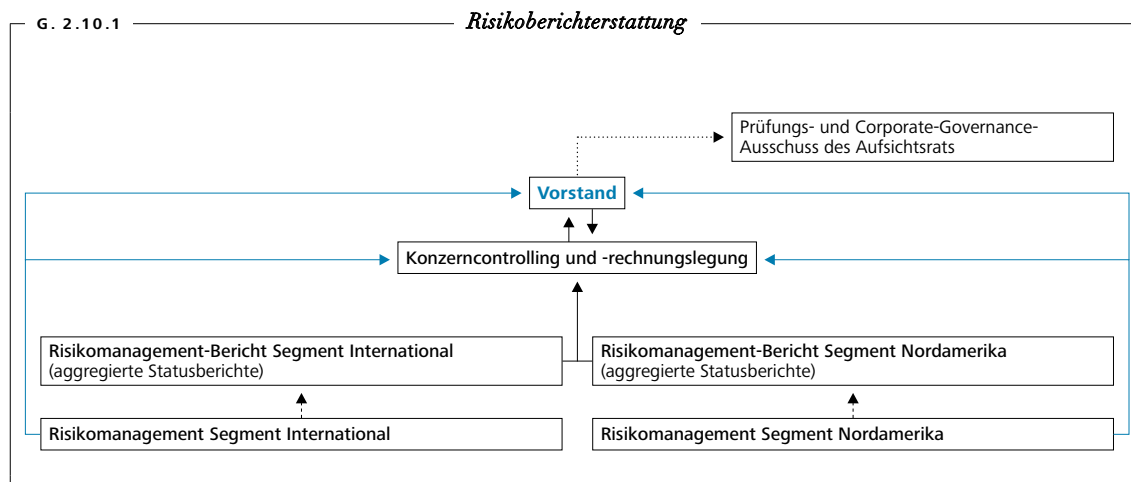 G. 2.10.1
Risikoberichterstattung
Prüfungs- und Corporate-Governance-
Ausschuss des Aufsichtsrats
Vorstand
Konzerncontrolling und -rechnungslegung
Risikomanagement-Bericht Segment International
(aggregierte Statusberichte)
Risikomanagement-Bericht Segment Nordamerika
(aggregierte Statusberichte)
Risikomanagement Segment International
Risikomanagement Segment Nordamerika